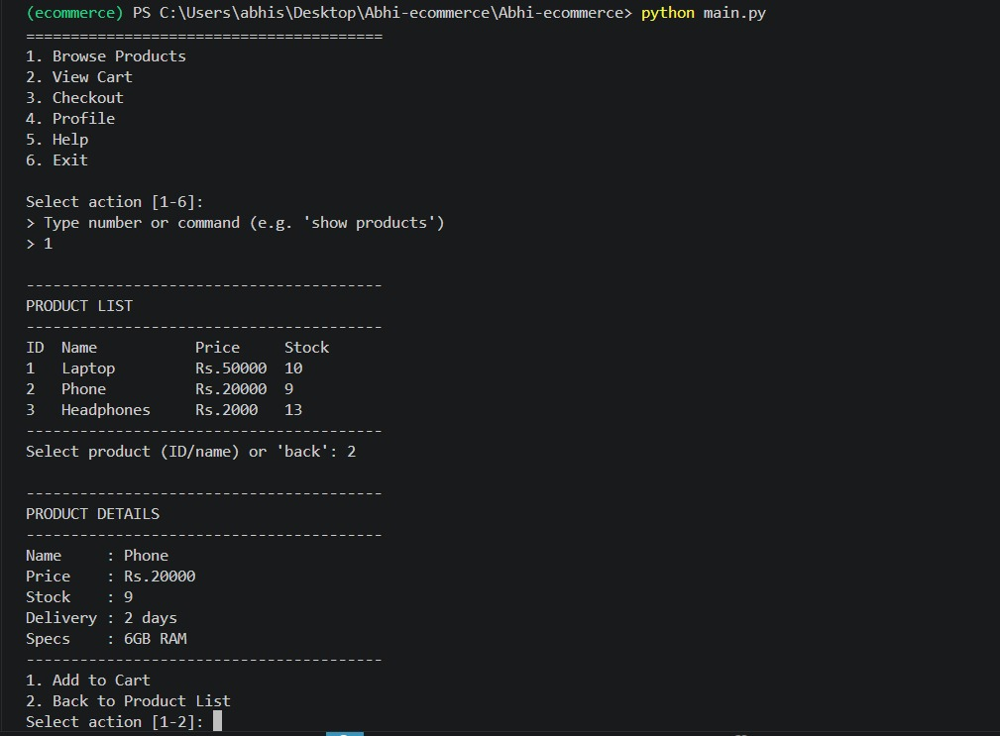 (ecommerce) PS C:\Users\abhis\Desktop\Abhi-ecommerce\Abhi-ecommerce> python main.py
========================================
1. Browse Products
2. View Cart
3. Checkout
4. Profile
5. Help
6. Exit
Select action [1-6]:
> Type number or command (e.g. 'show products')
> 1
----------------------------------------
PRODUCT LIST
----------------------------------------
ID  Name           Price     Stock
1   Laptop         Rs.50000  10
2   Phone          Rs.20000  9
3   Headphones     Rs.2000   13
----------------------------------------
Select product (ID/name) or 'back': 2
----------------------------------------
PRODUCT DETAILS
----------------------------------------
Name     : Phone
Price    : Rs.20000
Stock    : 9
Delivery : 2 days
Specs    : 6GB RAM
----------------------------------------
1. Add to Cart
2. Back to Product List
Select action [1-2]: